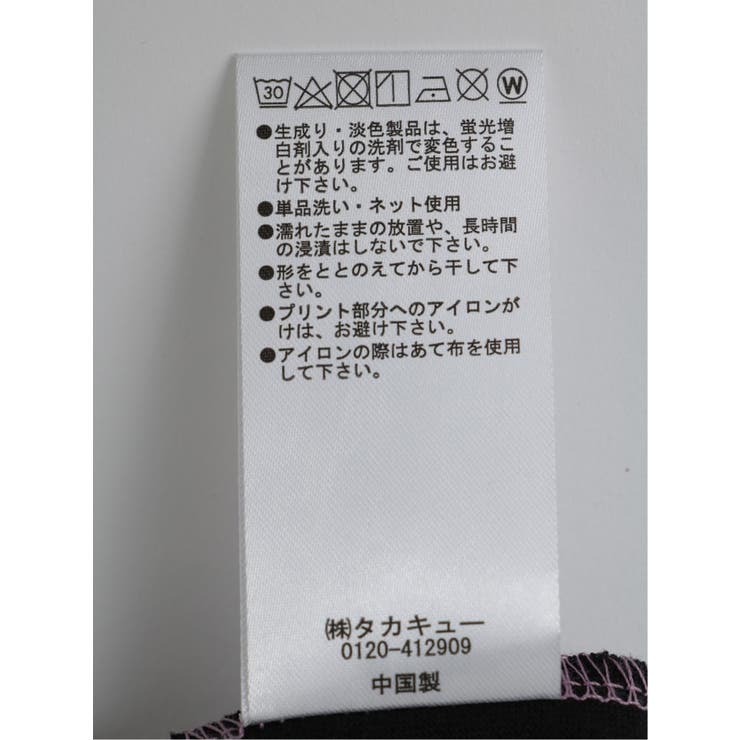 30 W
●生成り・淡色製品は、蛍光増
白剤入りの洗剤で変色するこ
とがあります。ご使用はお避
け下さい。
●単品洗い・ネット使用
●濡れたままの放置や、長時間
の浸漬はしないで下さい。
●形をととのえてから干して下
さい。
●プリント部分へのアイロンが
けは、お避け下さい。
●アイロンの際はあて布を使用
して下さい。
㈱タカキュー
0120-412909
中国製